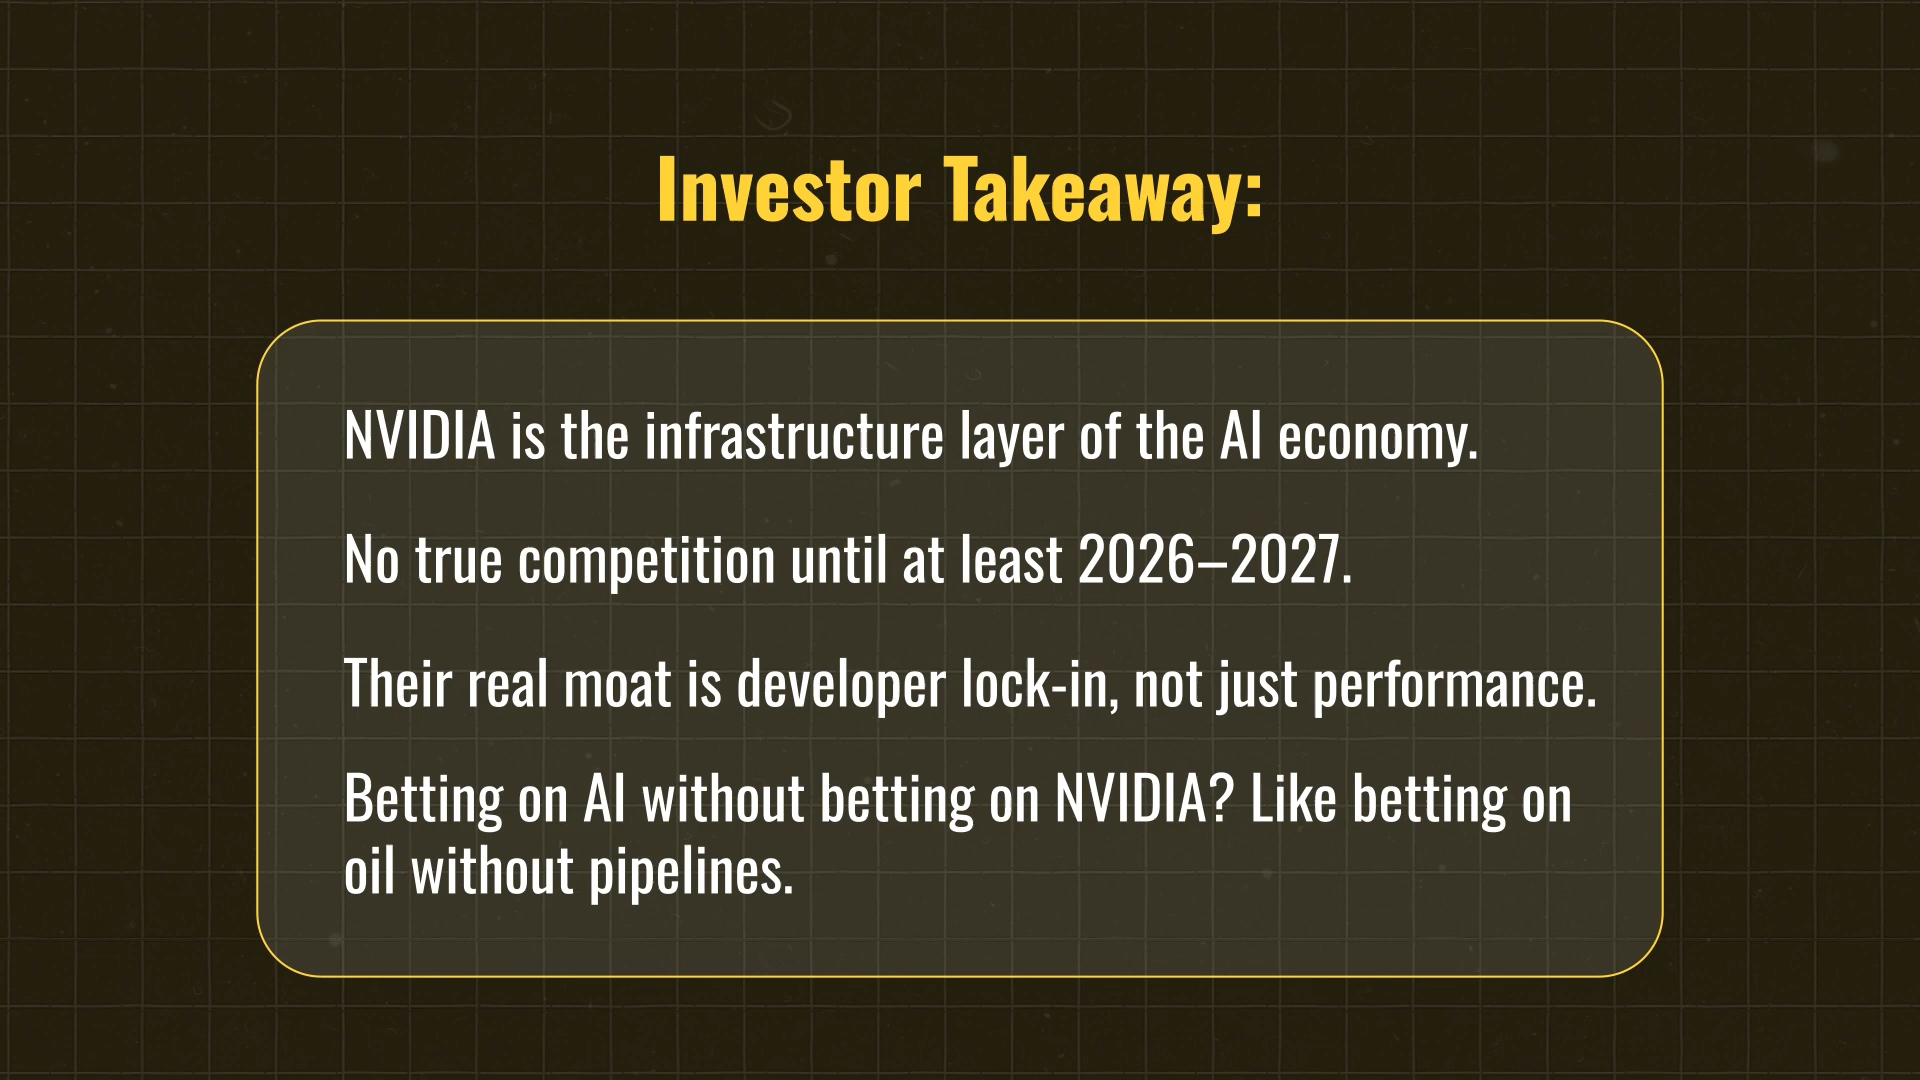 Investor Takeaway:
NVIDIA is the infrastructure layer of the AI economy.
No true competition until at least 2026–2027.
Their real moat is developer lock-in, not just performance.
Betting on AI without betting on NVIDIA? Like betting on
oil without pipelines.